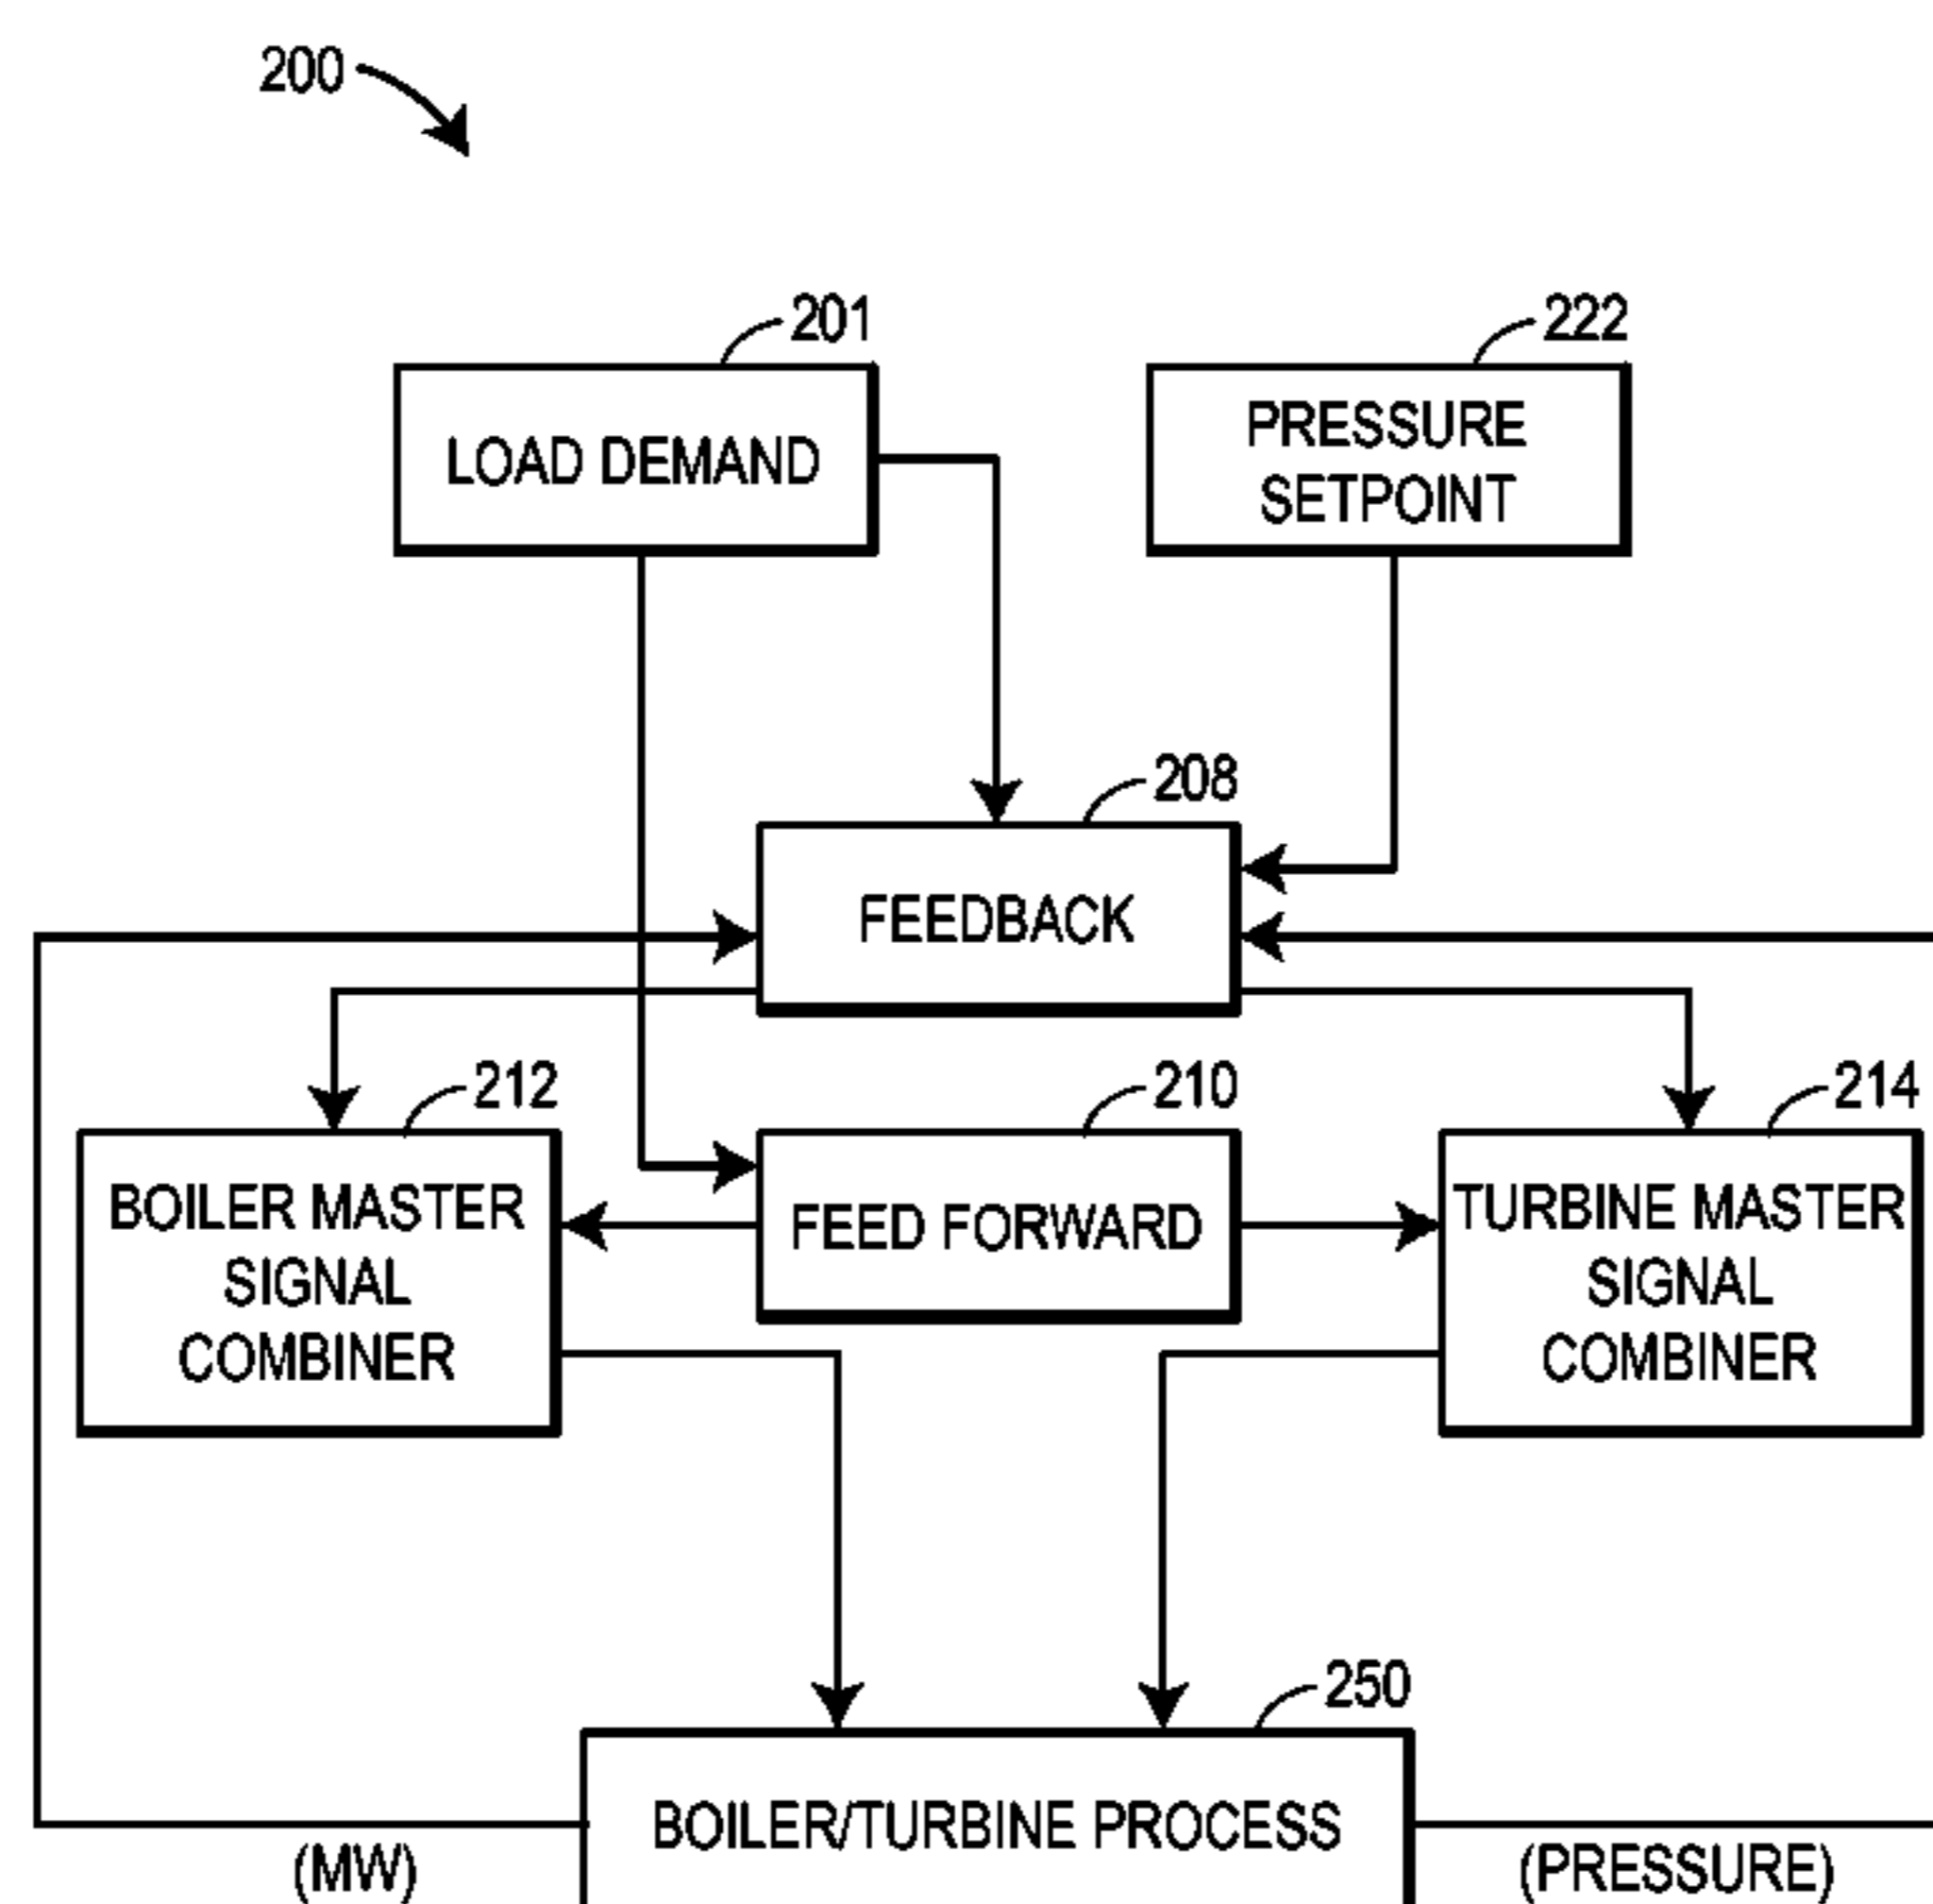 200
201
222
LOAD DEMAND
PRESSURE
SETPOINT
208
FEEDBACK
212
210
214
BOILER MASTER
SIGNAL
COMBINER
FEED FORWARD
TURBINE MASTER
SIGNAL
COMBINER
250
BOILER/TURBINE PROCESS
(MW)
(PRESSURE)